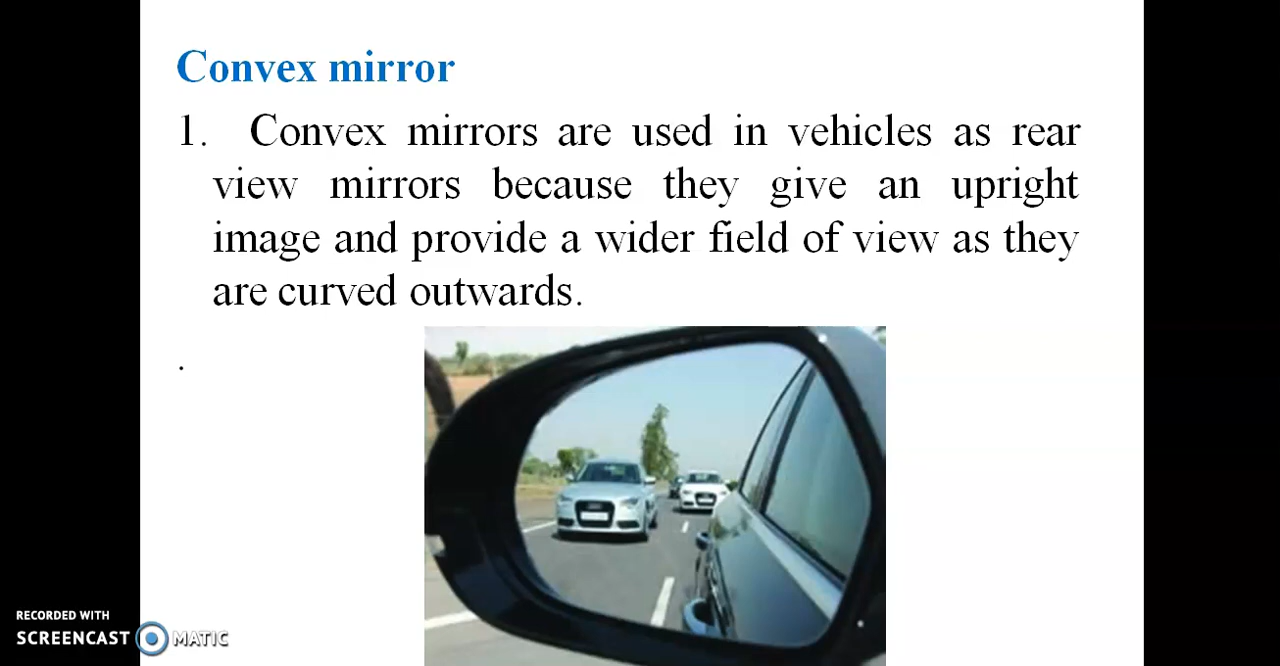 Convex mirror
1. Convex mirrors are used in vehicles as rear
view mirrors because they give an upright
image and provide a wider field of view as they
are curved outwards.
.
RECORDED WITH
SCREENCAST MATIC